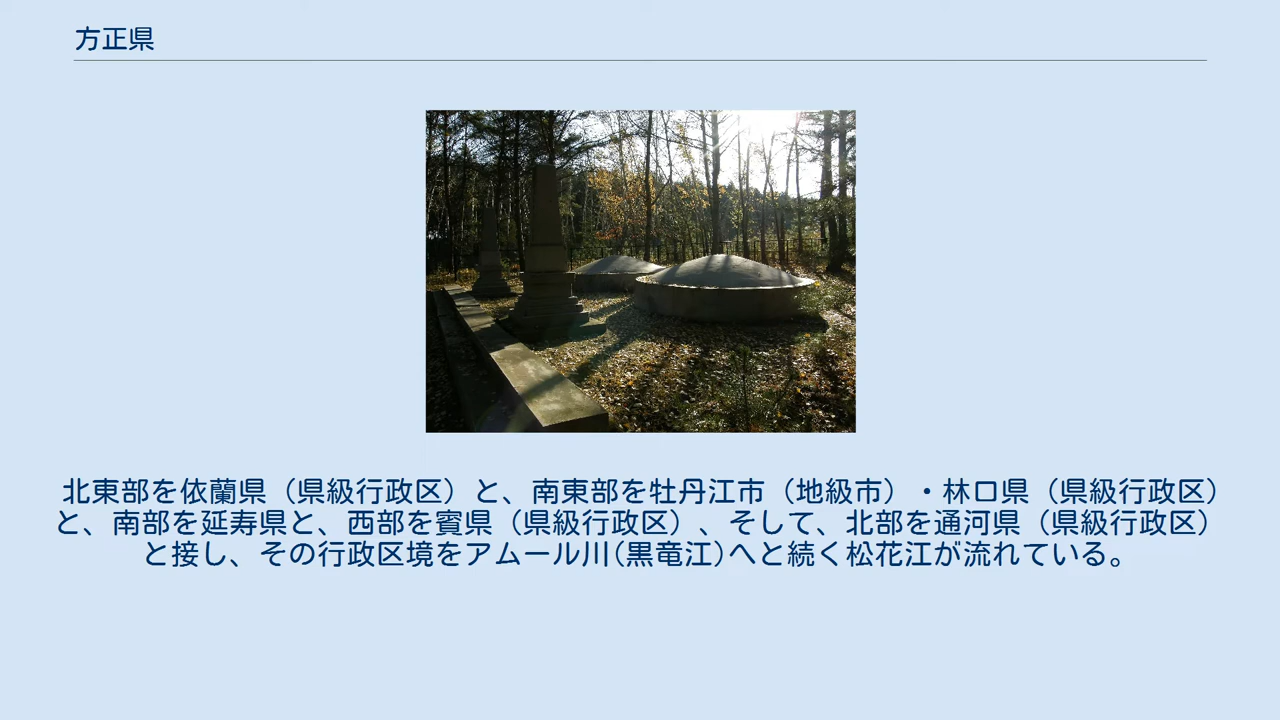 方正県
北東部を依蘭県（県級行政区）と、南東部を牡丹江市（地級市）・林口県（県級行政区）
と、南部を延寿県と、西部を賓県（県級行政区）、そして、北部を通河県（県級行政区）
と接し、その行政区境をアムール川(黒竜江)へと続く松花江が流れている。